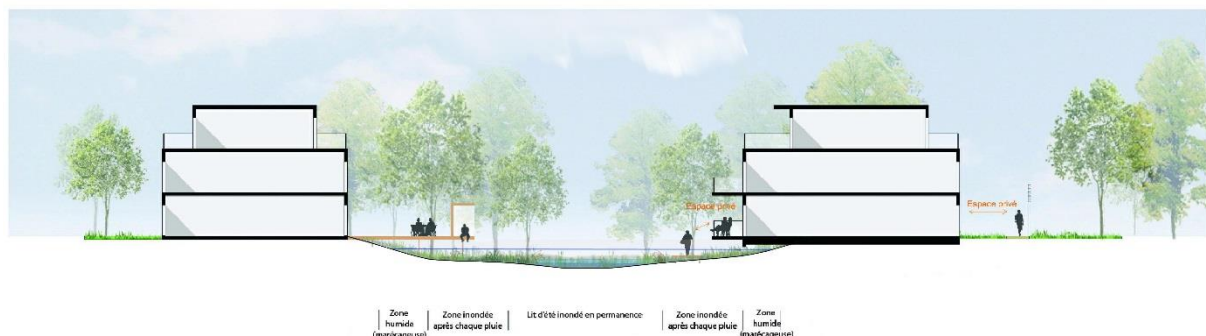 Espace privé
Espace privé
Zone
humide
(marécageuse)
Zone inondée
après chaque pluie
Lit d'été inondé en permanence
Zone inondée
après chaque pluie
Zone
humide
(marécageuse)